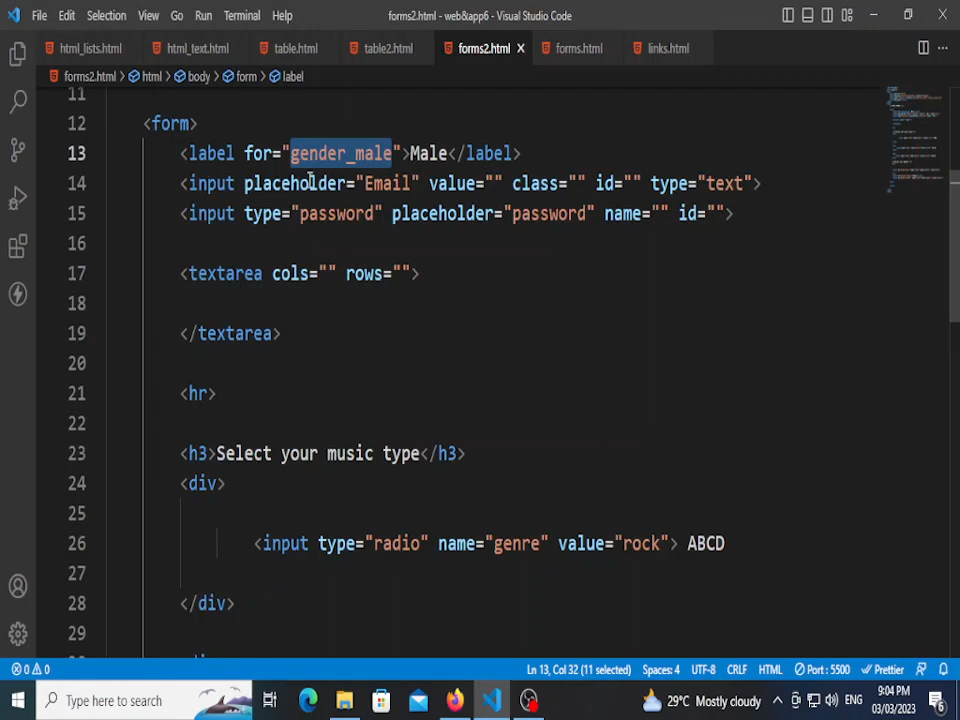 File Edit Selection View Go Run Terminal Help forms2.html - web&app6 - Visual Studio Code
html_lists.html html_text.html table.html table2.html forms2.html forms.html links.html
forms2.html > html > body > form > label
11
12 <form>
13 <label for="gender_male">Male</label>
14 <input placeholder="Email" value="" class="" id="" type="text">
15 <input type="password" placeholder="password" name="" id="">
16
17 <textarea cols="" rows="">
18
19 </textarea>
20
21 <hr>
22
23 <h3>Select your music type</h3>
24 <div>
25
26 <input type="radio" name="genre" value="rock"> ABCD
27
28 </div>
29
0 0 Ln 13, Col 32 (11 selected) Spaces: 4 UTF-8 CRLF HTML Port : 5500 Prettier
Type here to search 29°C Mostly cloudy ENG 9:04 PM
03/03/2023 6